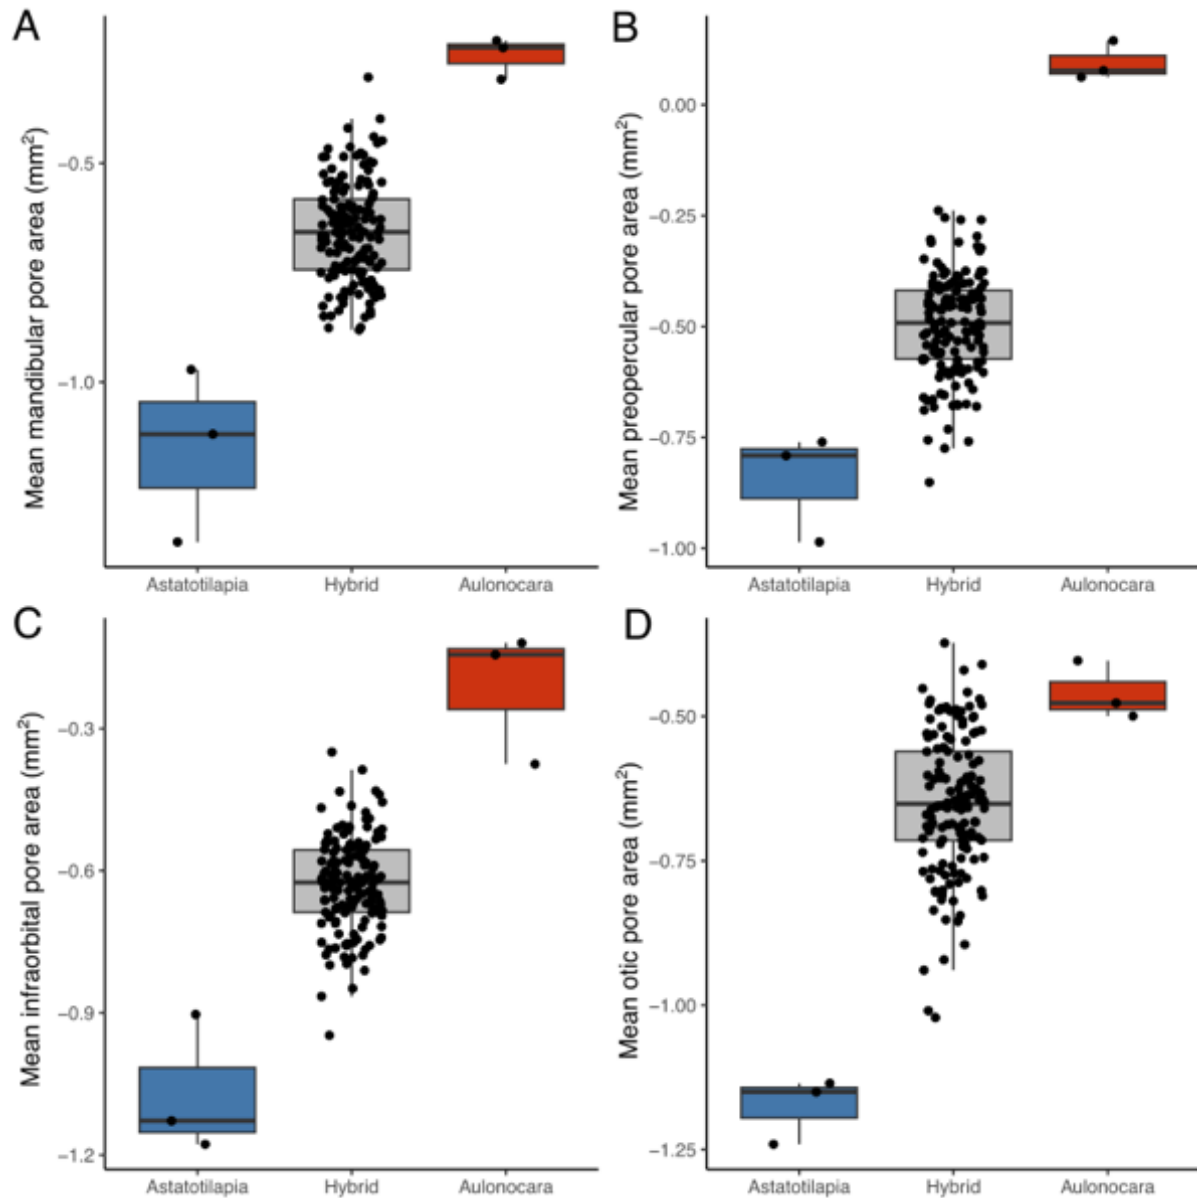 A
Mean mandibular pore area (mm²)
−0.5
−1.0
Astatotilapia Hybrid Aulonocara
B
Mean preopercular pore area (mm²)
0.00
−0.25
−0.50
−0.75
−1.00
Astatotilapia Hybrid Aulonocara
C
Mean infraorbital pore area (mm²)
−0.3
−0.6
−0.9
−1.2
Astatotilapia Hybrid Aulonocara
D
Mean otic pore area (mm²)
−0.50
−0.75
−1.00
−1.25
Astatotilapia Hybrid Aulonocara